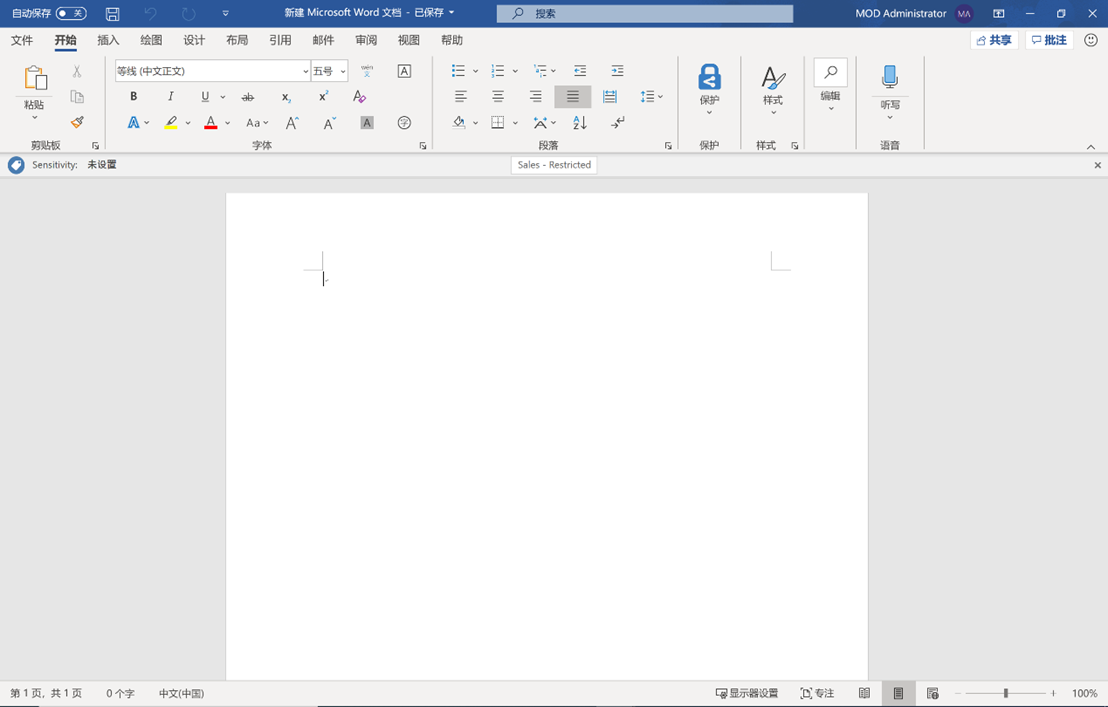 自动保存 关 新建 Microsoft Word 文档 - 已保存 搜索 MOD Administrator MA
文件 开始 插入 绘图 设计 布局 引用 邮件 审阅 视图 帮助 共享 批注
粘贴
剪贴板
等线 (中文正文) 五号 wén 文 A
B I U ab x₂ x² A
A A Aa A A A 字
字体
段落
保护
保护
样式
样式
编辑
听写
语音
Sensitivity: 未设置 Sales - Restricted
第 1 页，共 1 页 0 个字 中文(中国) 显示器设置 专注 100%